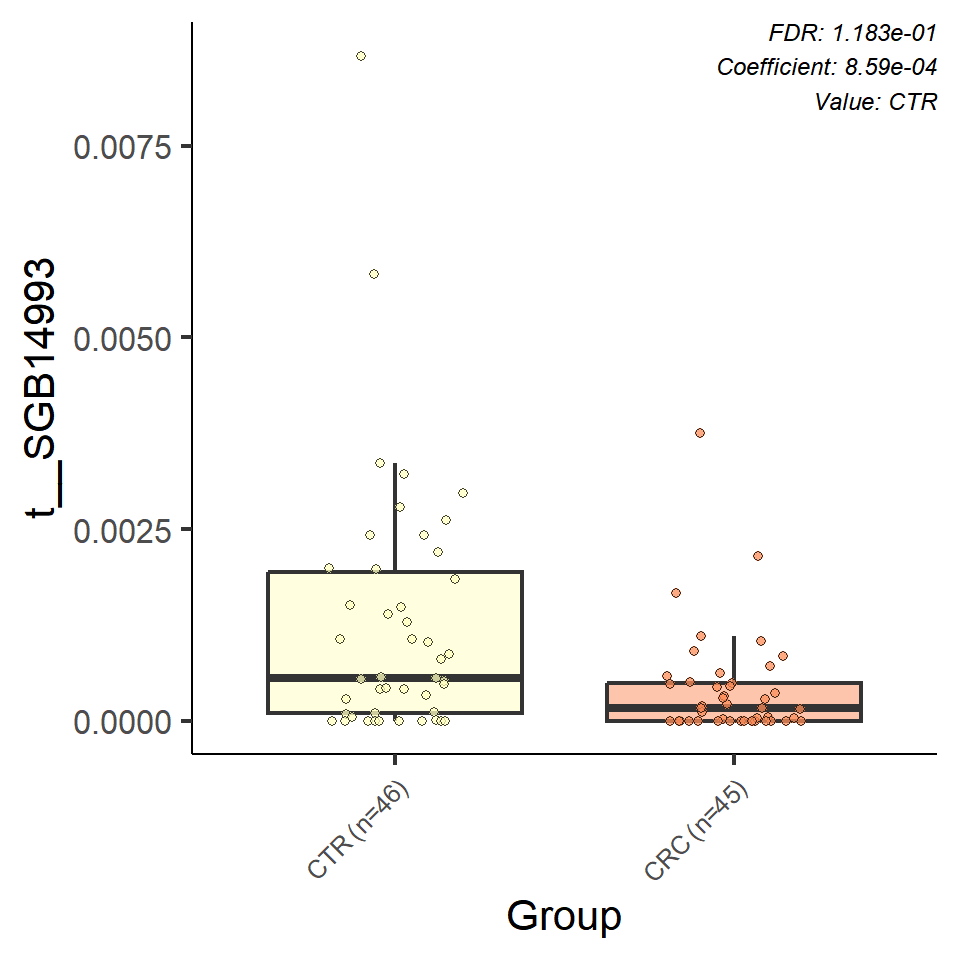 FDR: 1.183e-01
Coefficient: 8.59e-04
Value: CTR
0.0075
0.0050
0.0025
0.0000
t__SGB14993
CTR (n=46)
CRC (n=45)
Group